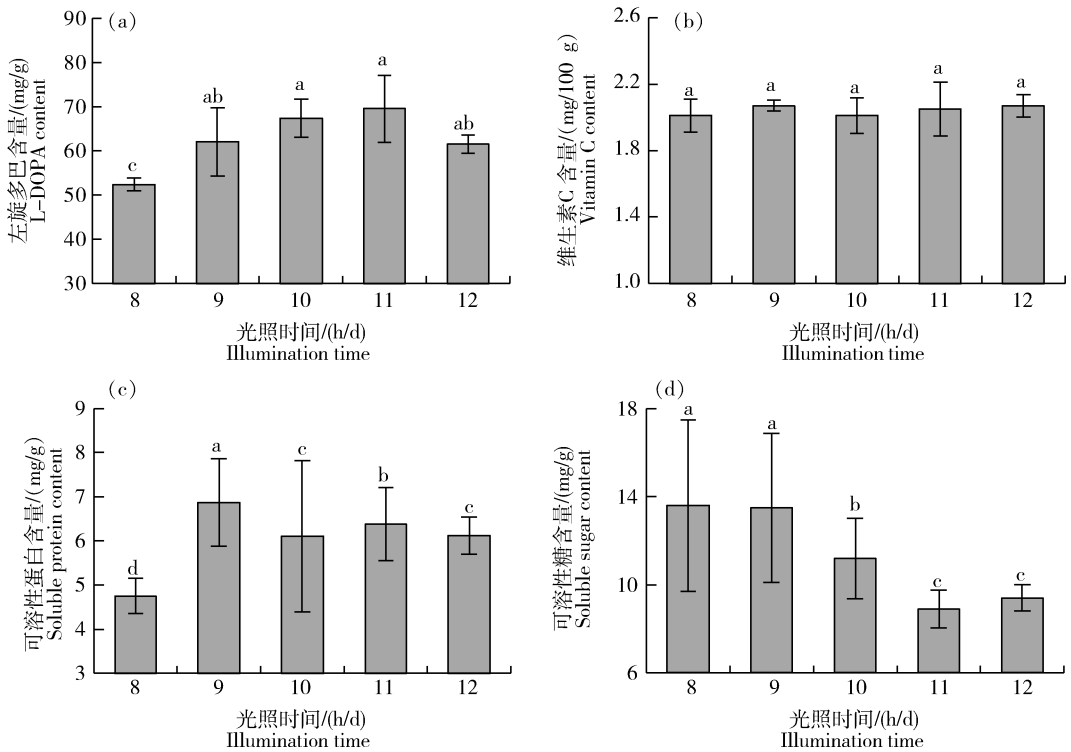 (a)
左旋多巴含量/(mg/g)
L-DOPA content
90
80
70
60
50
40
30
c
ab
a
a
ab
8
9
10
11
12
光照时间/(h/d)
Illumination time
(b)
维生素C 含量/(mg/100 g)
Vitamin C content
2.6
2.2
1.8
1.4
1.0
a
a
a
a
a
8
9
10
11
12
光照时间/(h/d)
Illumination time
(c)
可溶性蛋白含量/(mg/g)
Soluble protein content
9
8
7
6
5
4
3
d
a
c
b
c
8
9
10
11
12
光照时间/(h/d)
Illumination time
(d)
可溶性糖含量/(mg/g)
Soluble sugar content
18
14
10
6
a
a
b
c
c
8
9
10
11
12
光照时间/(h/d)
Illumination time